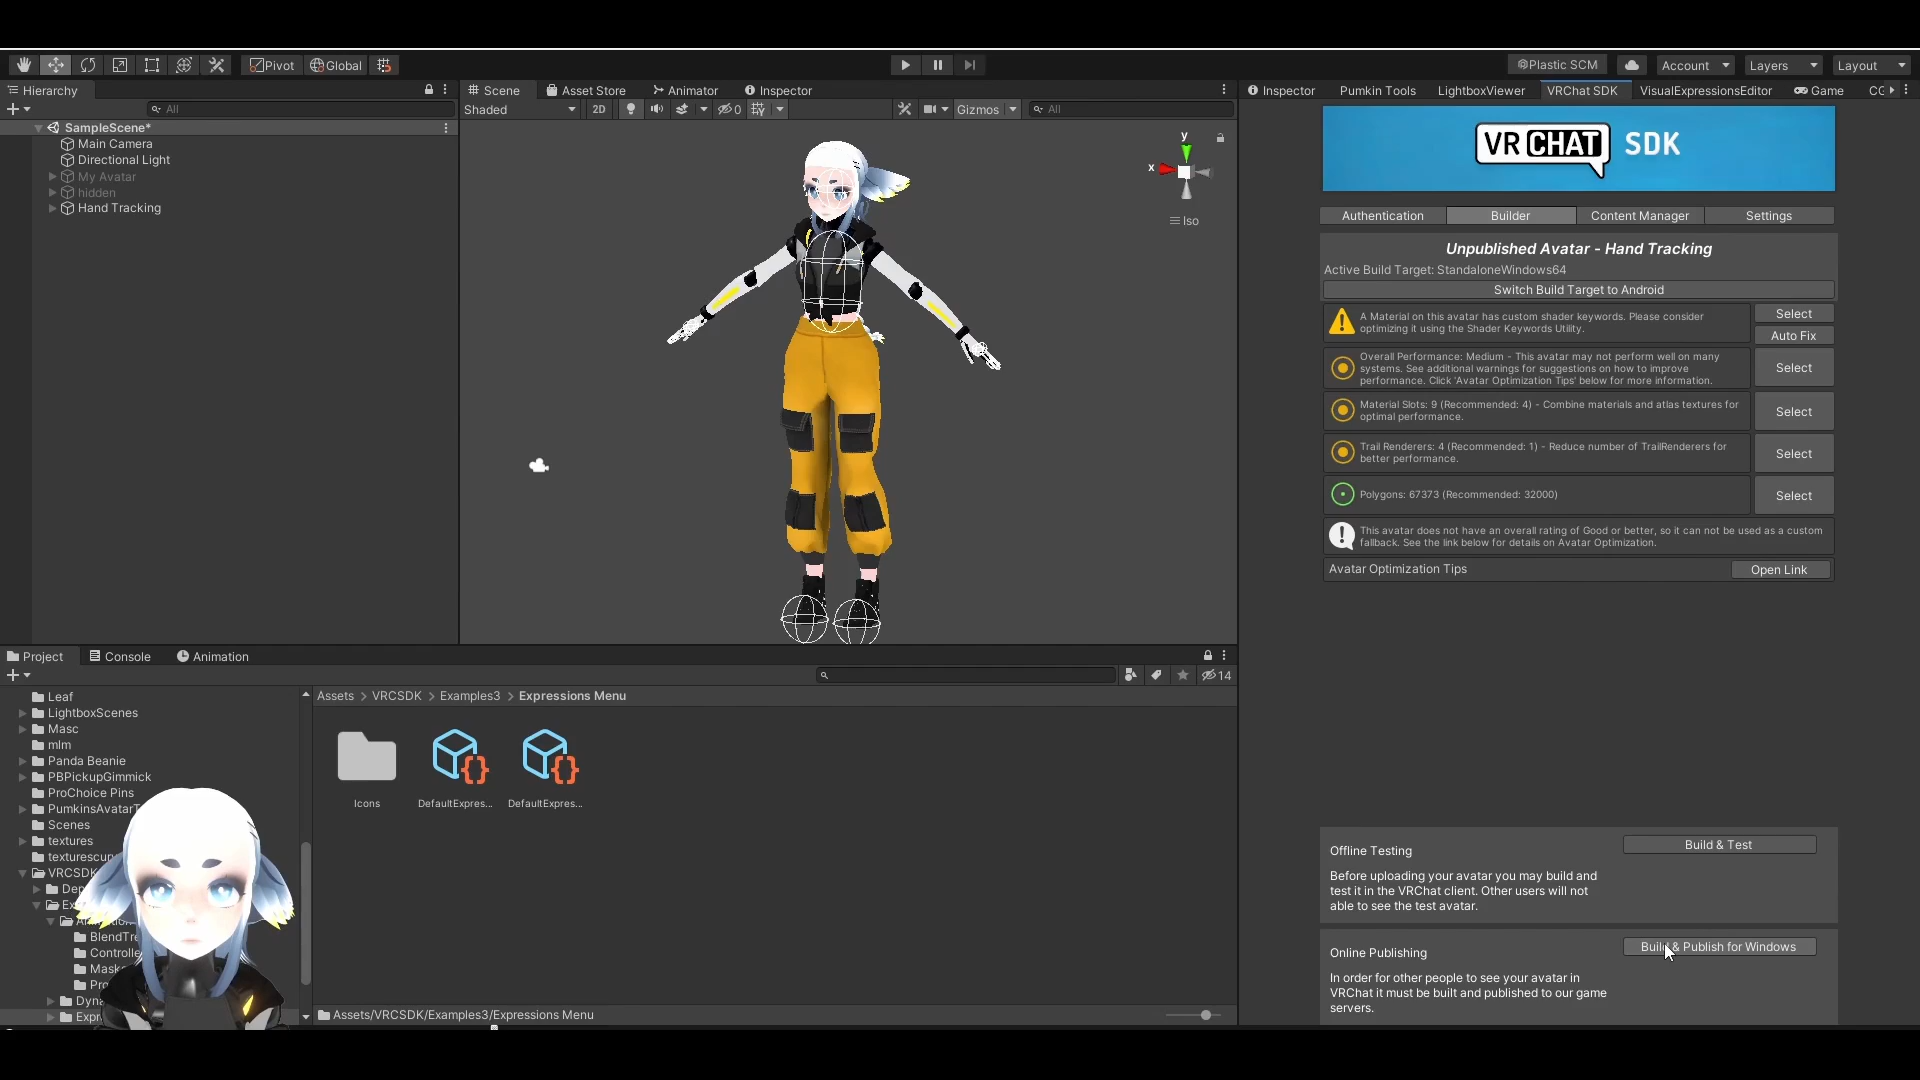 Pivot
Global
Plastic SCM
Account
Layers
Layout
Hierarchy
All
SampleScene*
Main Camera
Directional Light
My Avatar
hidden
Hand Tracking
Scene
Asset Store
Animator
Inspector
Shaded
2D
0
Gizmos
All
y
x
Iso
Inspector
Pumkin Tools
LightboxViewer
VRChat SDK
VisualExpressionsEditor
Game
VR CHAT SDK
Authentication
Builder
Content Manager
Settings
Unpublished Avatar - Hand Tracking
Active Build Target: StandaloneWindows64
Switch Build Target to Android
A Material on this avatar has custom shader keywords. Please consider
optimizing it using the Shader Keywords Utility.
Select
Auto Fix
Overall Performance: Medium - This avatar may not perform well on many
systems. See additional warnings for suggestions on how to improve
performance. Click 'Avatar Optimization Tips' below for more information.
Select
Material Slots: 9 (Recommended: 4) - Combine materials and atlas textures for
optimal performance.
Select
Trail Renderers: 4 (Recommended: 1) - Reduce number of TrailRenderers for
better performance.
Select
Polygons: 67373 (Recommended: 32000)
Select
This avatar does not have an overall rating of Good or better, so it can not be used as a custom
fallback. See the link below for details on Avatar Optimization.
Avatar Optimization Tips
Open Link
Offline Testing
Build & Test
Before uploading your avatar you may build and
test it in the VRChat client. Other users will not
able to see the test avatar.
Online Publishing
Build & Publish for Windows
In order for other people to see your avatar in
VRChat it must be built and published to our game
servers.
Project
Console
Animation
14
Leaf
LightboxScenes
Masc
mlm
Panda Beanie
PBPickupGimmick
ProChoice Pins
PumkinsAvatarT
Scenes
textures
texturescu
VRCSDK
Dep
Ex
BlendTre
Controlle
Mask
Pro
Dyna
Expr
Assets > VRCSDK > Examples3 > Expressions Menu
Icons
DefaultExpres...
DefaultExpres...
Assets/VRCSDK/Examples3/Expressions Menu